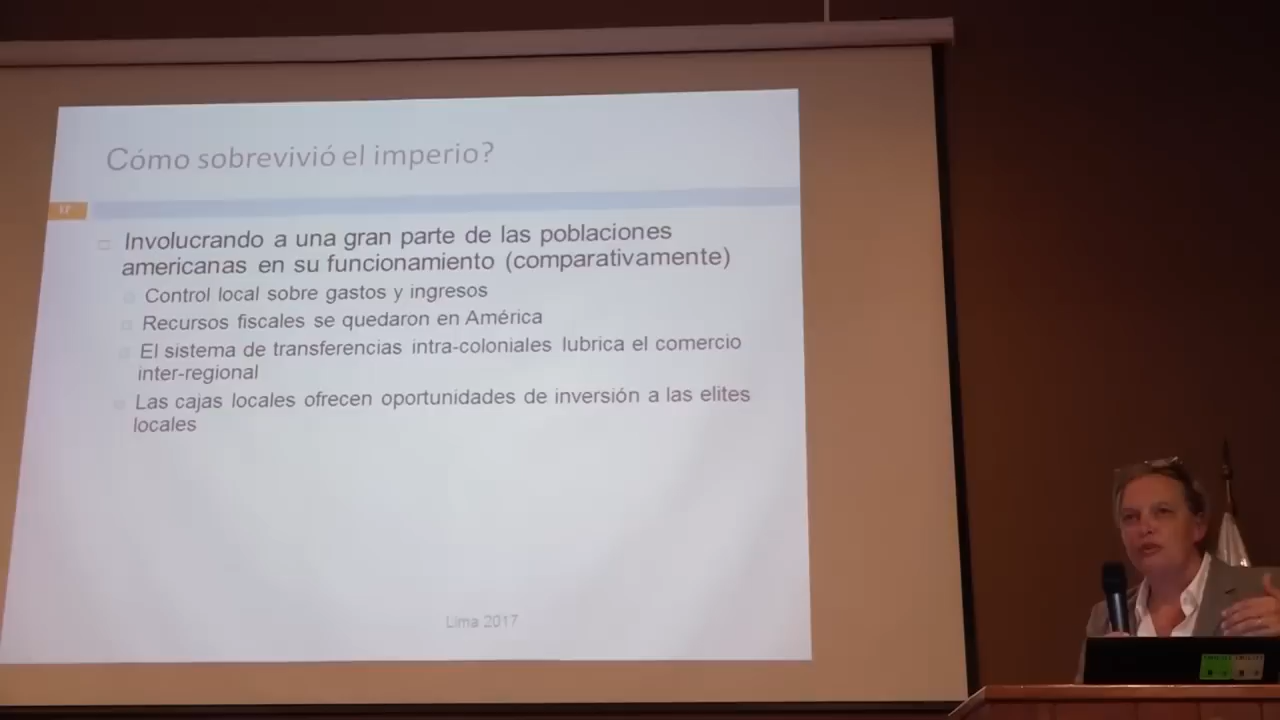 Cómo sobrevivió el imperio?
17
Involucrando a una gran parte de las poblaciones
americanas en su funcionamiento (comparativamente)
Control local sobre gastos y ingresos
Recursos fiscales se quedaron en América
El sistema de transferencias intra-coloniales lubrica el comercio
inter-regional
Las cajas locales ofrecen oportunidades de inversión a las elites
locales
Lima 2017